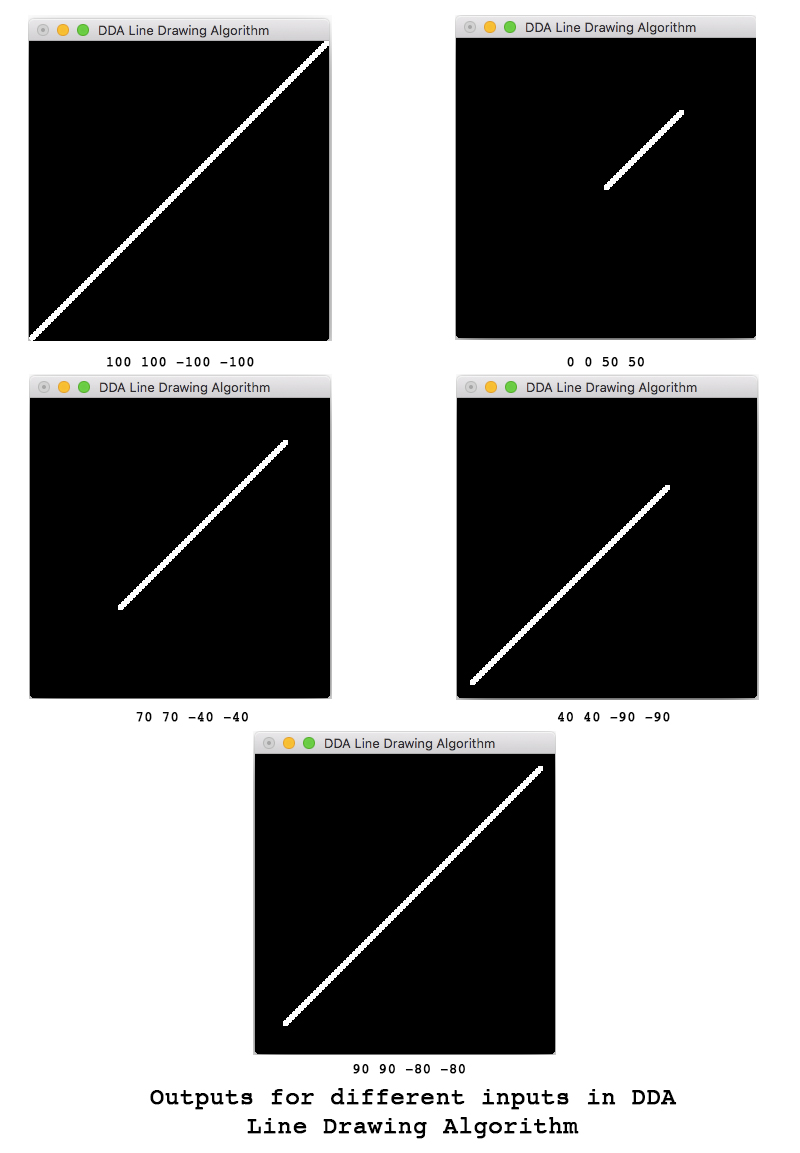 DDA Line Drawing Algorithm
DDA Line Drawing Algorithm
100 100 -100 -100
0 0 50 50
DDA Line Drawing Algorithm
DDA Line Drawing Algorithm
70 70 -40 -40
40 40 -90 -90
DDA Line Drawing Algorithm
90 90 -80 -80
Outputs for different inputs in DDA
Line Drawing Algorithm